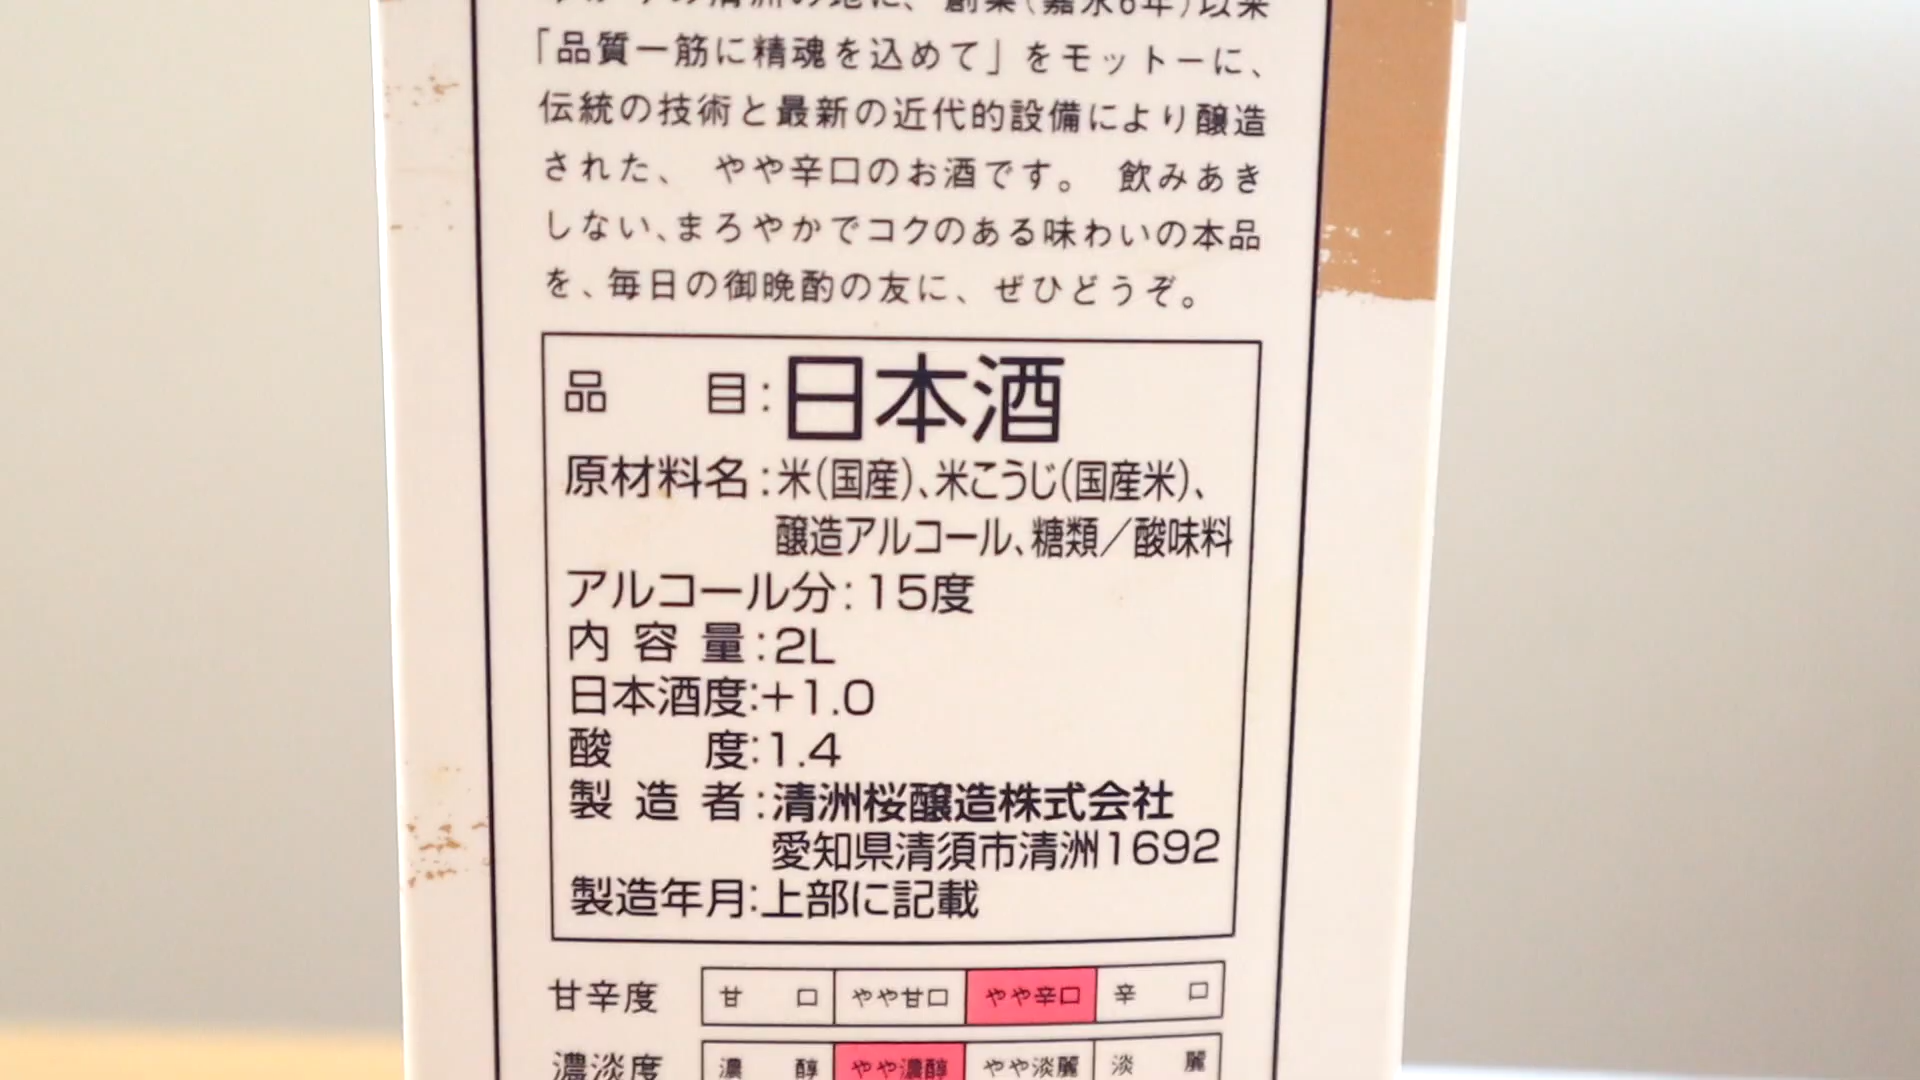 創業(嘉永6年)以来
「品質一筋に精魂を込めて」をモットーに、
伝統の技術と最新の近代的設備により醸造
された、 やや辛口のお酒です。 飲みあき
しない、まろやかでコクのある味わいの本品
を、毎日の御晩酌の友に、ぜひどうぞ。
品 目:日本酒
原材料名:米(国産)、米こうじ(国産米)、
醸造アルコール、糖類/酸味料
アルコール分:15度
内容量:2L
日本酒度:+1.0
酸 度:1.4
製造者:清洲桜醸造株式会社
愛知県清須市清洲1692
製造年月:上部に記載
甘辛度 甘口 やや甘口 やや辛口 辛口
濃淡度 濃醇 やや濃醇 やや淡麗 淡麗